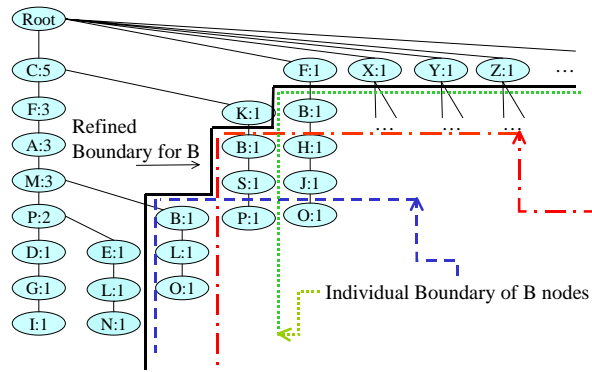 Root
C:5
F:1
X:1
Y:1
Z:1
...
F:3
K:1
B:1
...
...
...
Refined
Boundary for B
A:3
B:1
H:1
M:3
S:1
J:1
P:2
B:1
P:1
O:1
D:1
E:1
L:1
G:1
L:1
O:1
Individual Boundary of B nodes
I:1
N:1